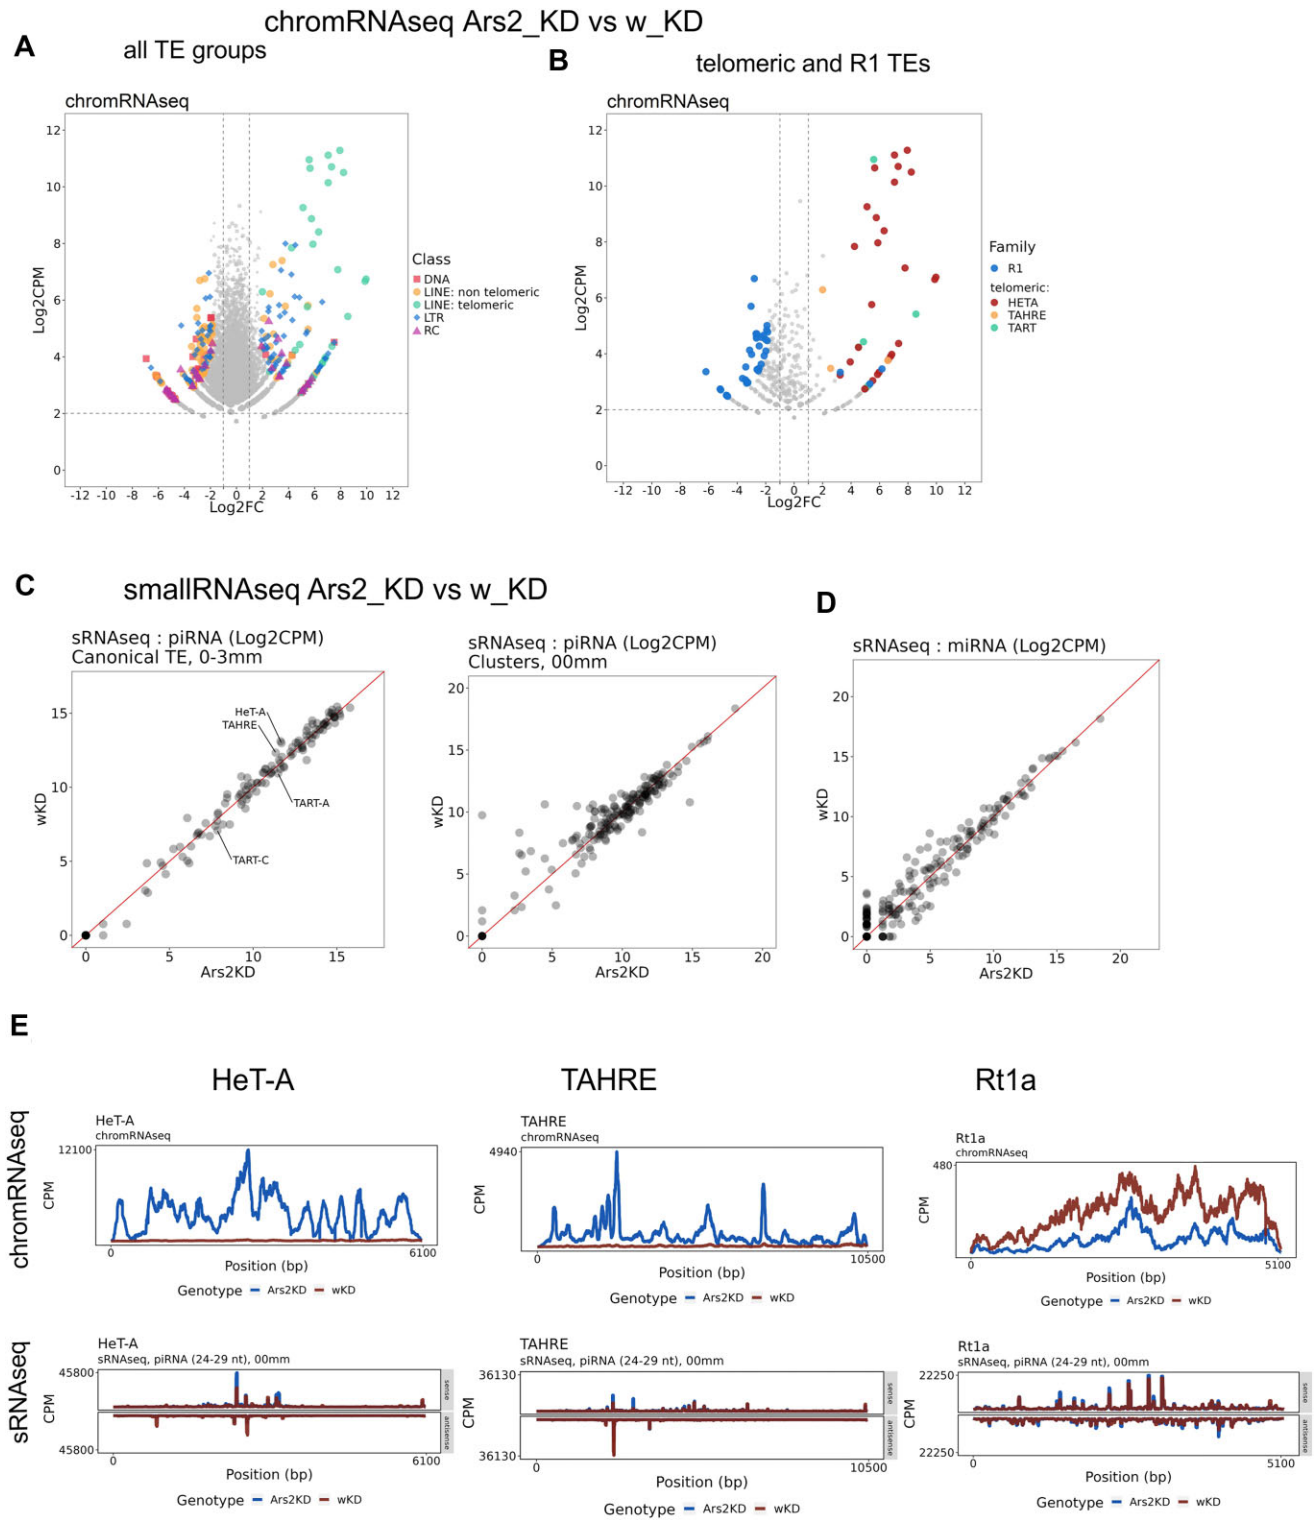 chromRNAseq Ars2_KD vs w_KD
A
all TE groups
chromRNAseq
12
10
8
6
4
2
0
Log2CPM
-12 -10 -8 -6 -4 -2 0 2 4 6 8 10 12
Log2FC
Class
DNA
LINE: non telomeric
LINE: telomeric
LTR
RC
B
telomeric and R1 TEs
chromRNAseq
12
10
8
6
4
2
0
Log2CPM
-12 -10 -8 -6 -4 -2 0 2 4 6 8 10 12
Log2FC
Family
R1
telomeric:
HETA
TAHRE
TART
C
smallRNAseq Ars2_KD vs w_KD
sRNAseq : piRNA (Log2CPM)
Canonical TE, 0-3mm
15
10
5
0
wKD
HeT-A
TAHRE
TART-A
TART-C
0 5 10 15
Ars2KD
sRNAseq : piRNA (Log2CPM)
Clusters, 00mm
20
15
10
5
0
wKD
0 5 10 15 20
Ars2KD
D
sRNAseq : miRNA (Log2CPM)
20
15
10
5
0
wKD
0 5 10 15 20
Ars2KD
E
chromRNAseq
HeT-A
HeT-A
chromRNAseq
12100
CPM
0 6100
Position (bp)
Genotype Ars2KD wKD
TAHRE
TAHRE
chromRNAseq
4940
CPM
0 10500
Position (bp)
Genotype Ars2KD wKD
Rt1a
Rt1a
chromRNAseq
480
CPM
0 5100
Position (bp)
Genotype Ars2KD wKD
sRNAseq
HeT-A
sRNAseq, piRNA (24-29 nt), 00mm
45800
CPM
45800
sense
antisense
0 6100
Position (bp)
Genotype Ars2KD wKD
TAHRE
sRNAseq, piRNA (24-29 nt), 00mm
36130
CPM
36130
sense
antisense
0 10500
Position (bp)
Genotype Ars2KD wKD
Rt1a
sRNAseq, piRNA (24-29 nt), 00mm
22250
CPM
22250
sense
antisense
0 5100
Position (bp)
Genotype Ars2KD wKD